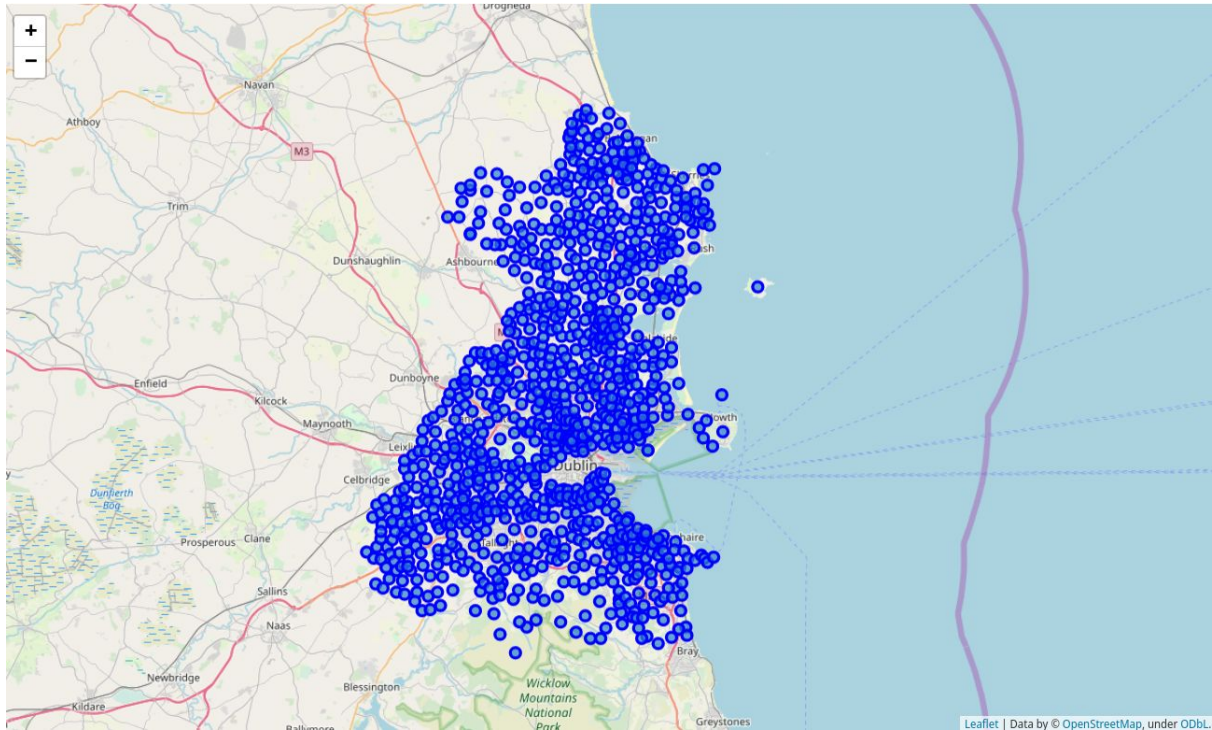 Drogheda
+
−
Navan
Athboy
M3
Trim
Dunshaughlin
Ashbourne
Enfield
Dunboyne
Kilcock
Maynooth
Celbridge
Dublin
Dunfierth
Bog
Prosperous
Clane
Sallins
Naas
Bray
Newbridge
Blessington
Wicklow
Mountains
National
Park
Kildare
Greystones
Leaflet | Data by © OpenStreetMap, under ODbL.